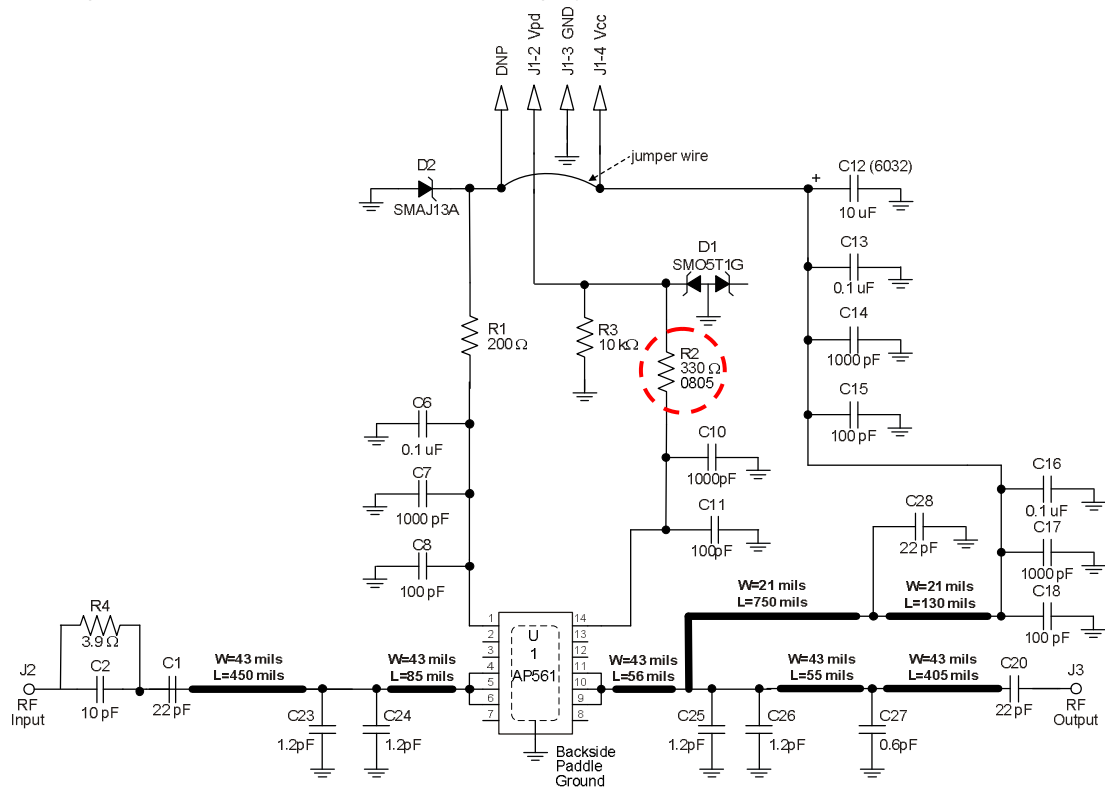 DNP
J1-2 Vpd
J1-3 GND
J1-4 Vcc
jumper wire
D2
SMAJ13A
+
C12 (6032)
10 uF
C13
0.1 uF
D1
SMO5T1G
C14
1000 pF
R1
200 Ω
R3
10 kΩ
R2
330 Ω
0805
C15
100 pF
C6
0.1 uF
C10
1000pF
C7
1000 pF
C11
100pF
C16
0.1 uF
C28
22 pF
C17
1000 pF
C8
100 pF
W=21 mils
L=750 mils
W=21 mils
L=130 mils
C18
100 pF
R4
3.9 Ω
1
2
3
4
5
6
7
U
1
AP561
14
13
12
11
10
9
8
J2
RF
Input
C2
10 pF
C1
22 pF
W=43 mils
L=450 mils
W=43 mils
L=85 mils
W=43 mils
L=56 mils
W=43 mils
L=55 mils
W=43 mils
L=405 mils
C20
22 pF
J3
RF
Output
C23
1.2pF
C24
1.2pF
C25
1.2pF
C26
1.2pF
C27
0.6pF
Backside
Paddle
Ground